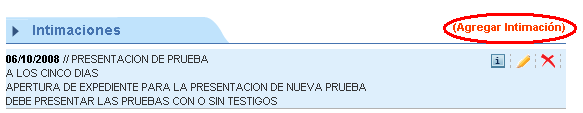 Intimaciones
(Agregar Intimación)
06/10/2008 // PRESENTACION DE PRUEBA
A LOS CINCO DIAS
APERTURA DE EXPEDIENTE PARA LA PRESENTACION DE NUEVA PRUEBA
DEBE PRESENTAR LAS PRUEBAS CON O SIN TESTIGOS